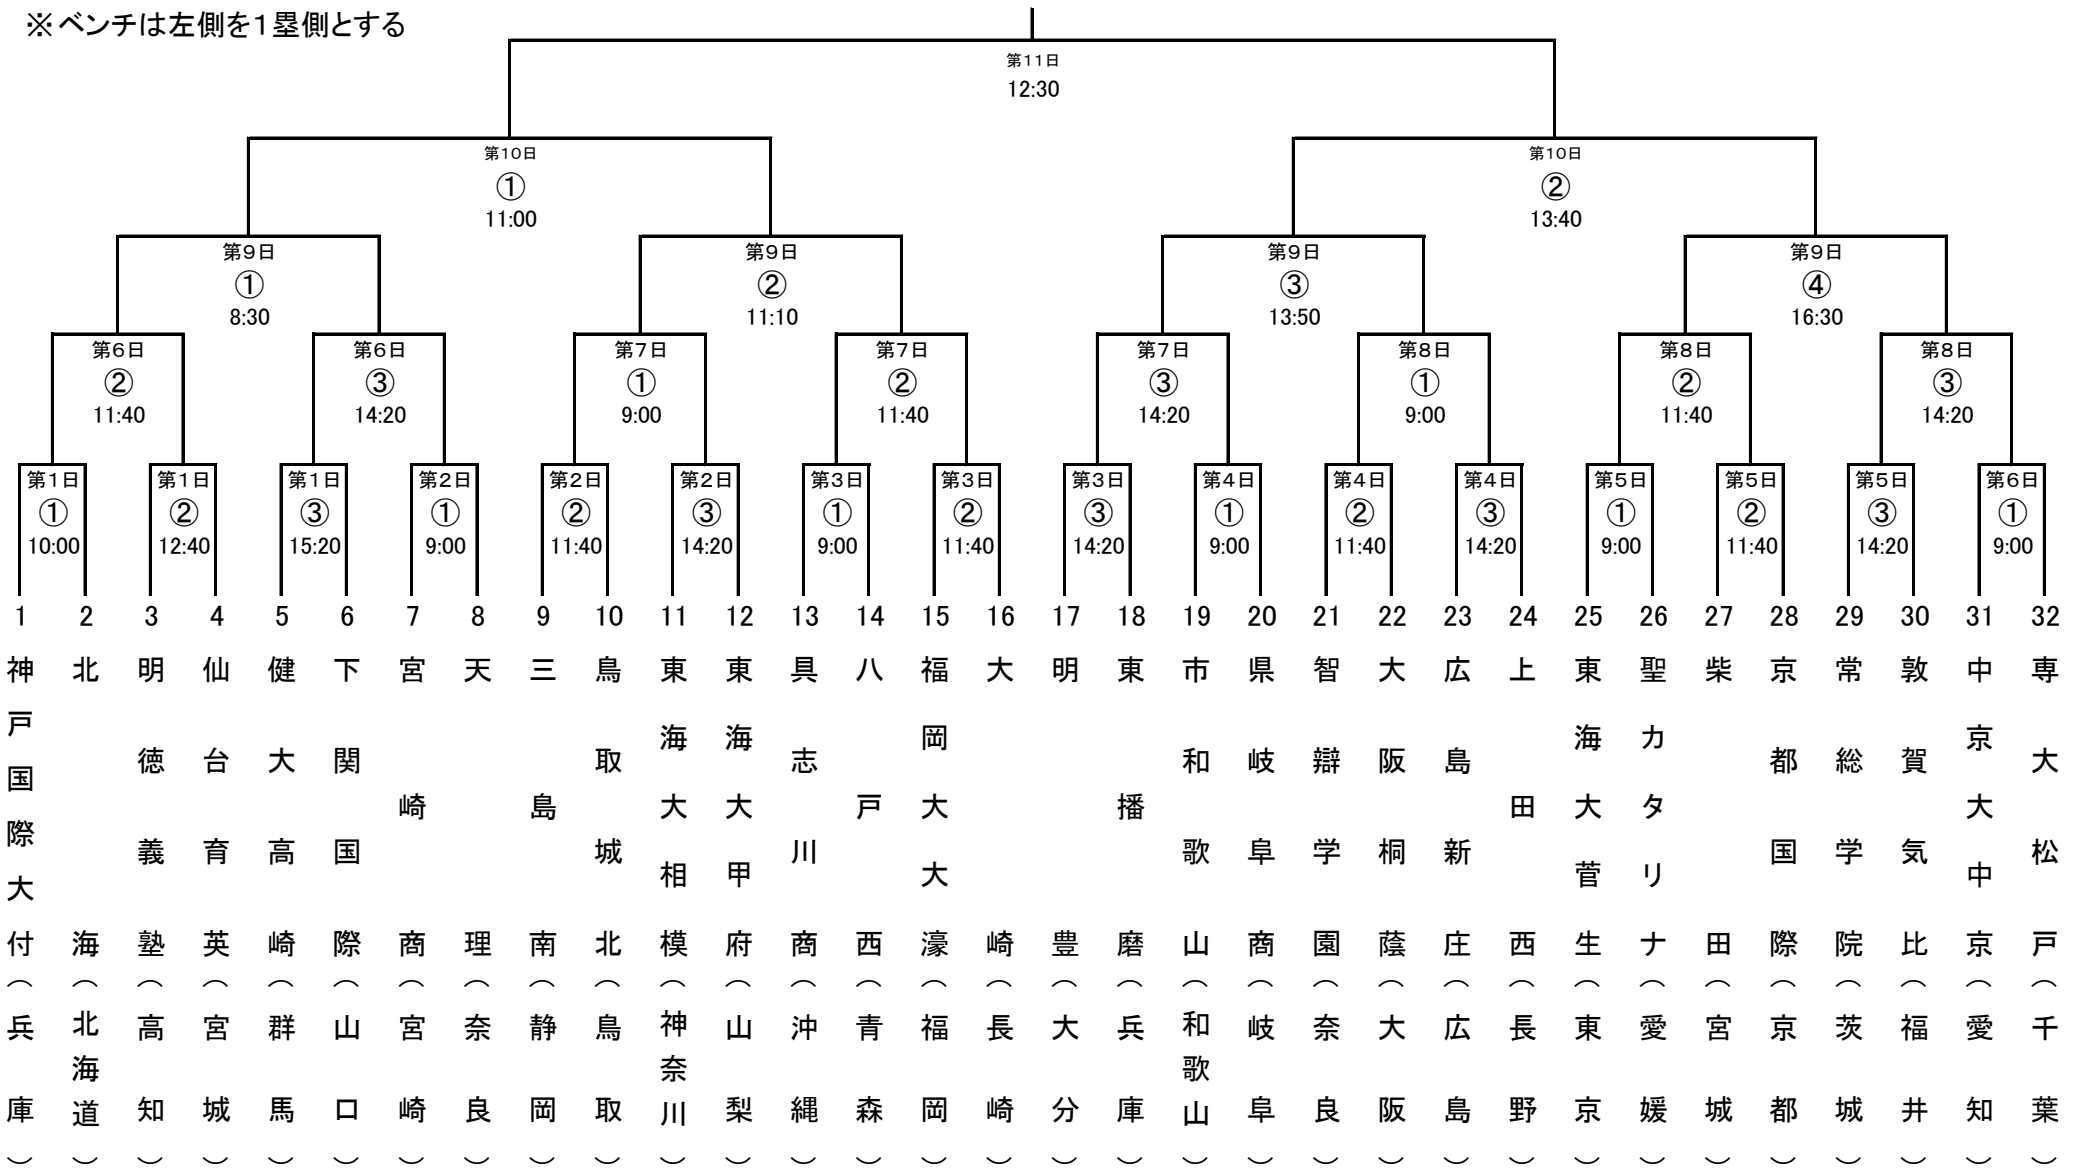 ※ベンチは左側を1塁側とする
第11日
12:30
第10日
①
11:00
第10日
②
13:40
第9日
①
8:30
第9日
②
11:10
第9日
③
13:50
第9日
④
16:30
第6日
②
11:40
第6日
③
14:20
第7日
①
9:00
第7日
②
11:40
第7日
③
14:20
第8日
①
9:00
第8日
②
11:40
第8日
③
14:20
第1日
①
10:00
第1日
②
12:40
第1日
③
15:20
第2日
①
9:00
第2日
②
11:40
第2日
③
14:20
第3日
①
9:00
第3日
②
11:40
第3日
③
14:20
第4日
①
9:00
第4日
②
11:40
第4日
③
14:20
第5日
①
9:00
第5日
②
11:40
第5日
③
14:20
第6日
①
9:00
1
神戸国際大付(兵庫)
2
北海(北海道)
3
明徳義塾(高知)
4
仙台育英(宮城)
5
健大高崎(群馬)
6
下関国際(山口)
7
宮崎商(宮崎)
8
天理(奈良)
9
三島南(静岡)
10
鳥取城北(鳥取)
11
東海大相模(神奈川)
12
東海大甲府(山梨)
13
具志川商(沖縄)
14
八戸西(青森)
15
福岡大大濠(福岡)
16
大崎(長崎)
17
明豊(大分)
18
東播磨(兵庫)
19
市和歌山(和歌山)
20
県岐阜商(岐阜)
21
智辯学園(奈良)
22
大阪桐蔭(大阪)
23
広島新庄(広島)
24
上田西(長野)
25
東海大菅生(東京)
26
聖カタリナ(愛媛)
27
柴田(宮城)
28
京都国際(京都)
29
常総学院(茨城)
30
敦賀気比(福井)
31
中京大中京(愛知)
32
専大松戸(千葉)